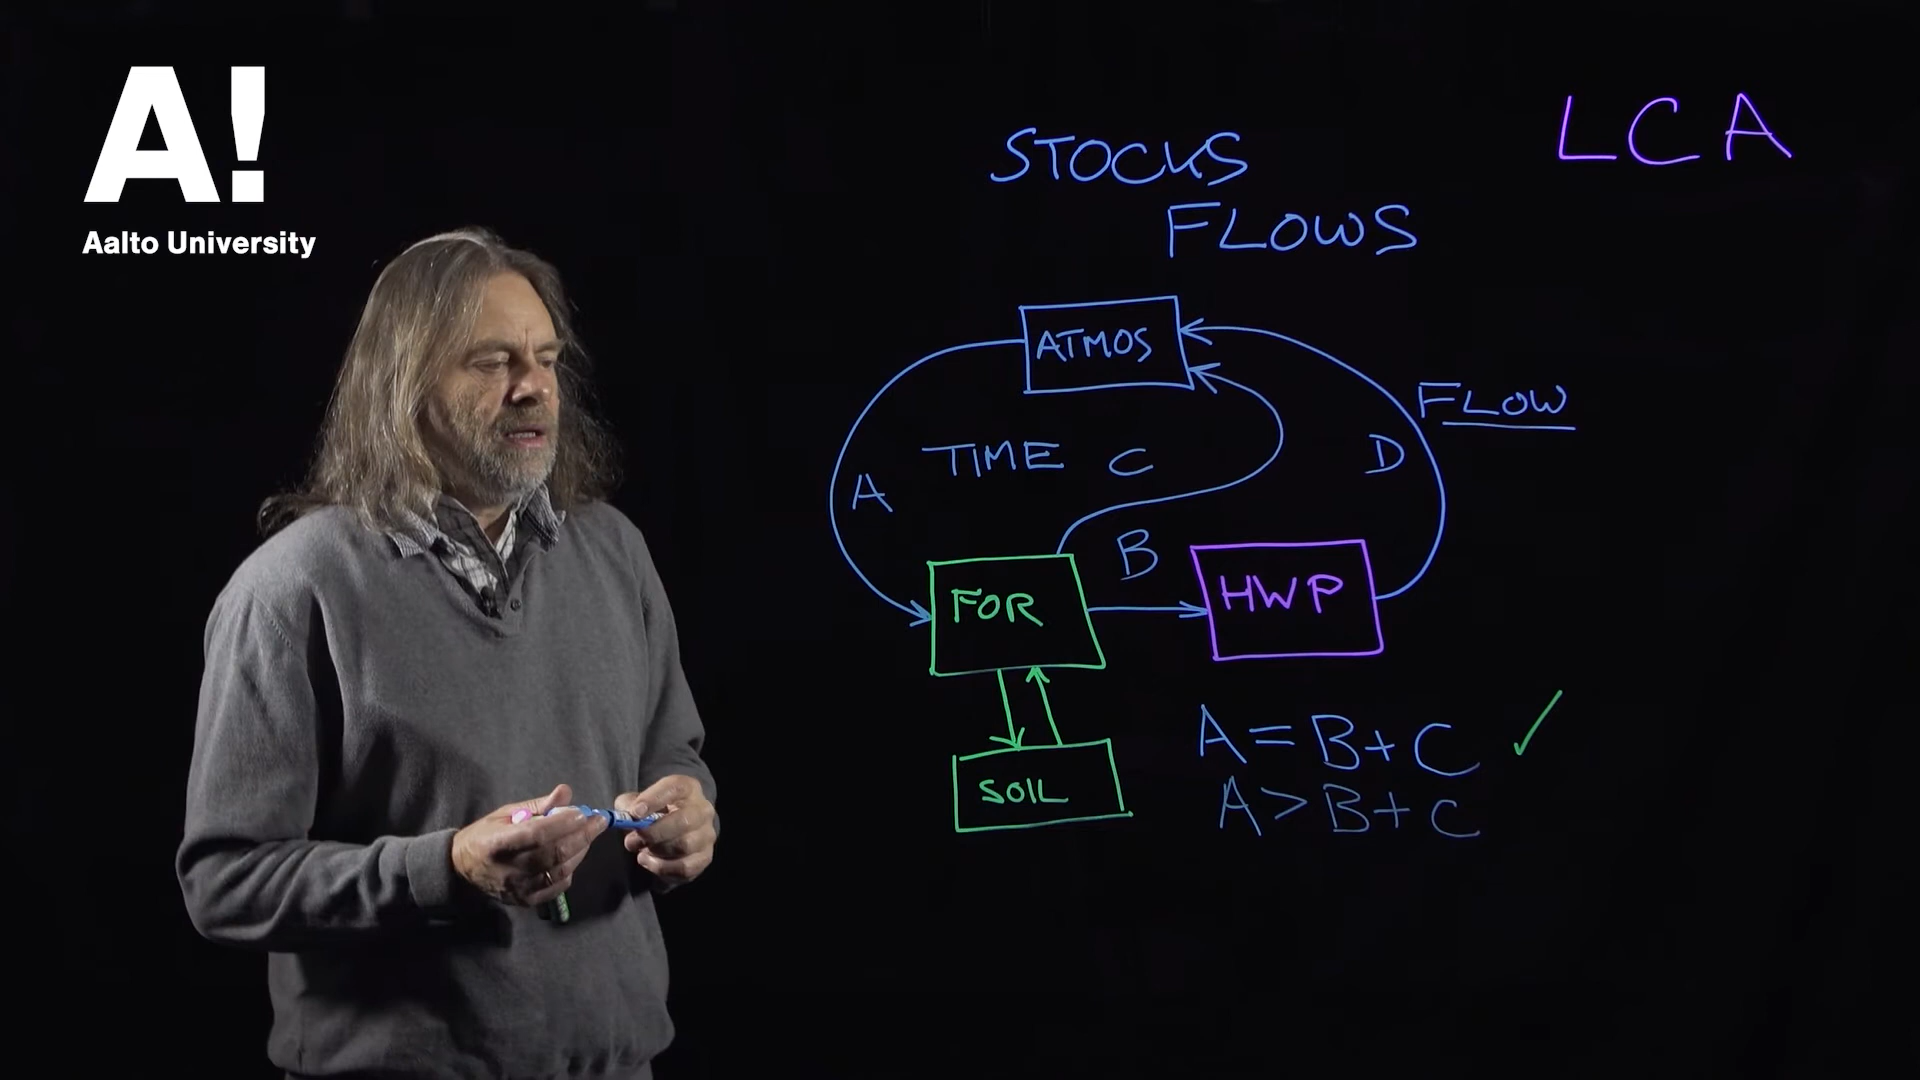 A!
Aalto University
LCA
STOCKS
FLOWS
ATMOS
FLOW
TIME
C
D
A
B
FOR
HWP
A=B+C ✓
SOIL
A>B+C